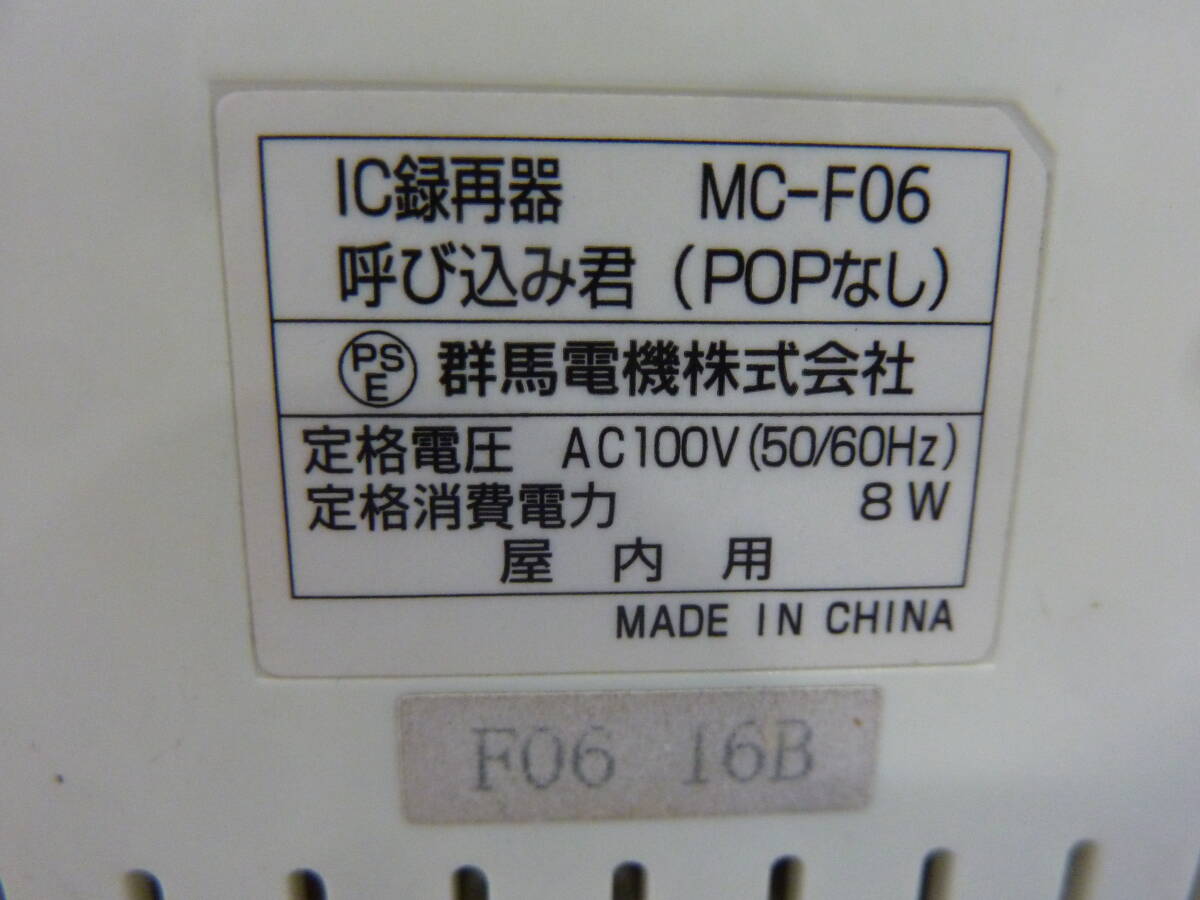 IC録再器 MC-F06
呼び込み君 (POPなし)
PSE 群馬電機株式会社
定格電圧 AC100V(50/60Hz)
定格消費電力 8W
屋内用
MADE IN CHINA
F06 16B